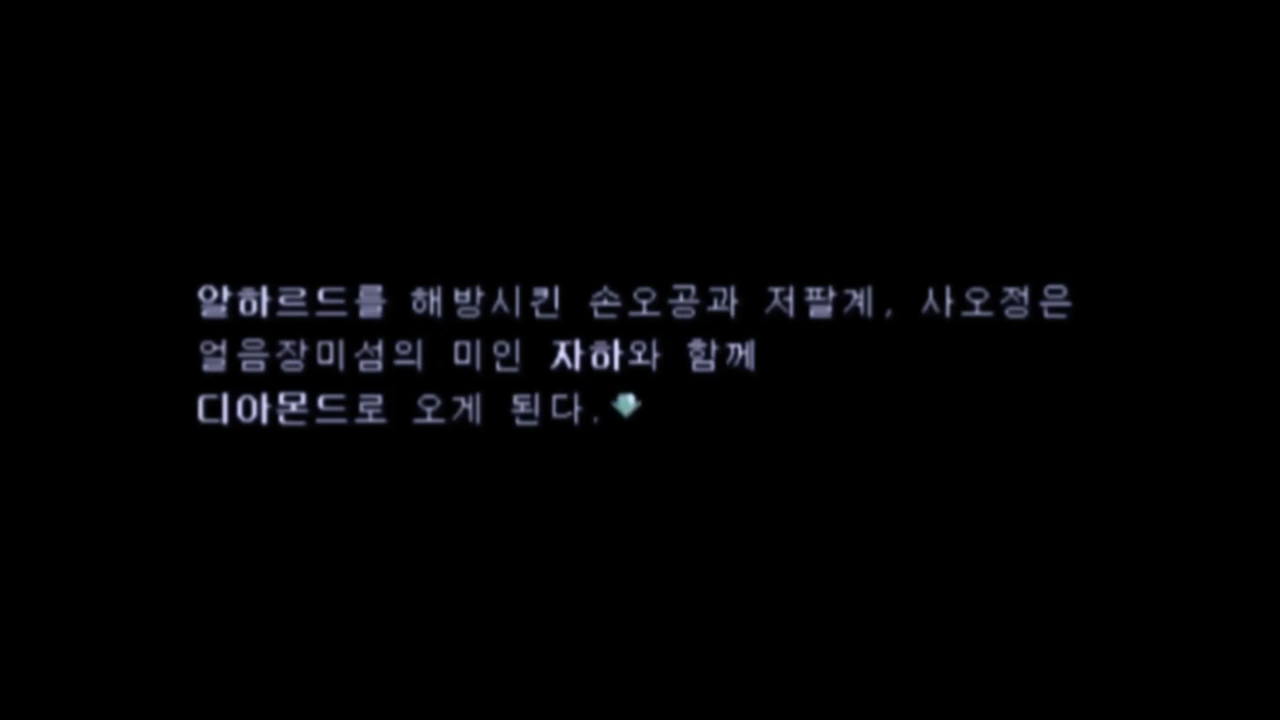 알하르드를 해방시킨 손오공과 저팔계, 사오정은
얼음장미섬의 미인 자하와 함께
디아몬드로 오게 된다.